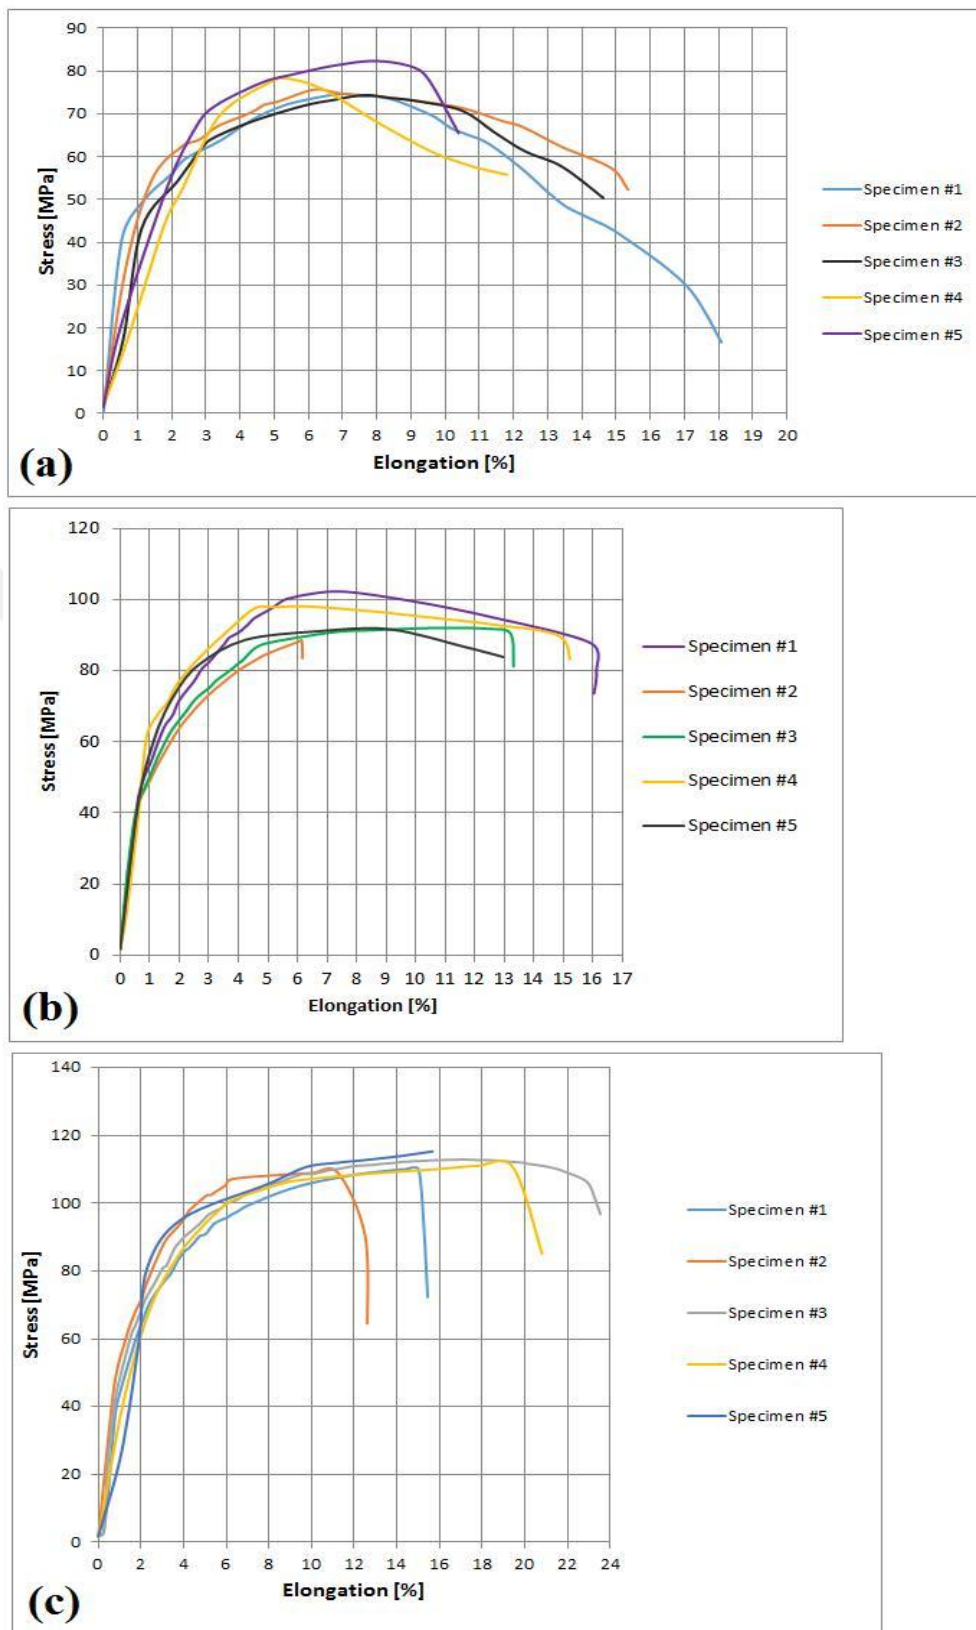 90
80
70
60
50
40
30
20
10
0
Stress [MPa]
0 1 2 3 4 5 6 7 8 9 10 11 12 13 14 15 16 17 18 19 20
Elongation [%]
(a)
Specimen #1
Specimen #2
Specimen #3
Specimen #4
Specimen #5
120
100
80
60
40
20
0
Stress [MPa]
0 1 2 3 4 5 6 7 8 9 10 11 12 13 14 15 16 17
Elongation [%]
(b)
Specimen #1
Specimen #2
Specimen #3
Specimen #4
Specimen #5
140
120
100
80
60
40
20
0
Stress [MPa]
0 2 4 6 8 10 12 14 16 18 20 22 24
Elongation [%]
(c)
Specimen #1
Specimen #2
Specimen #3
Specimen #4
Specimen #5